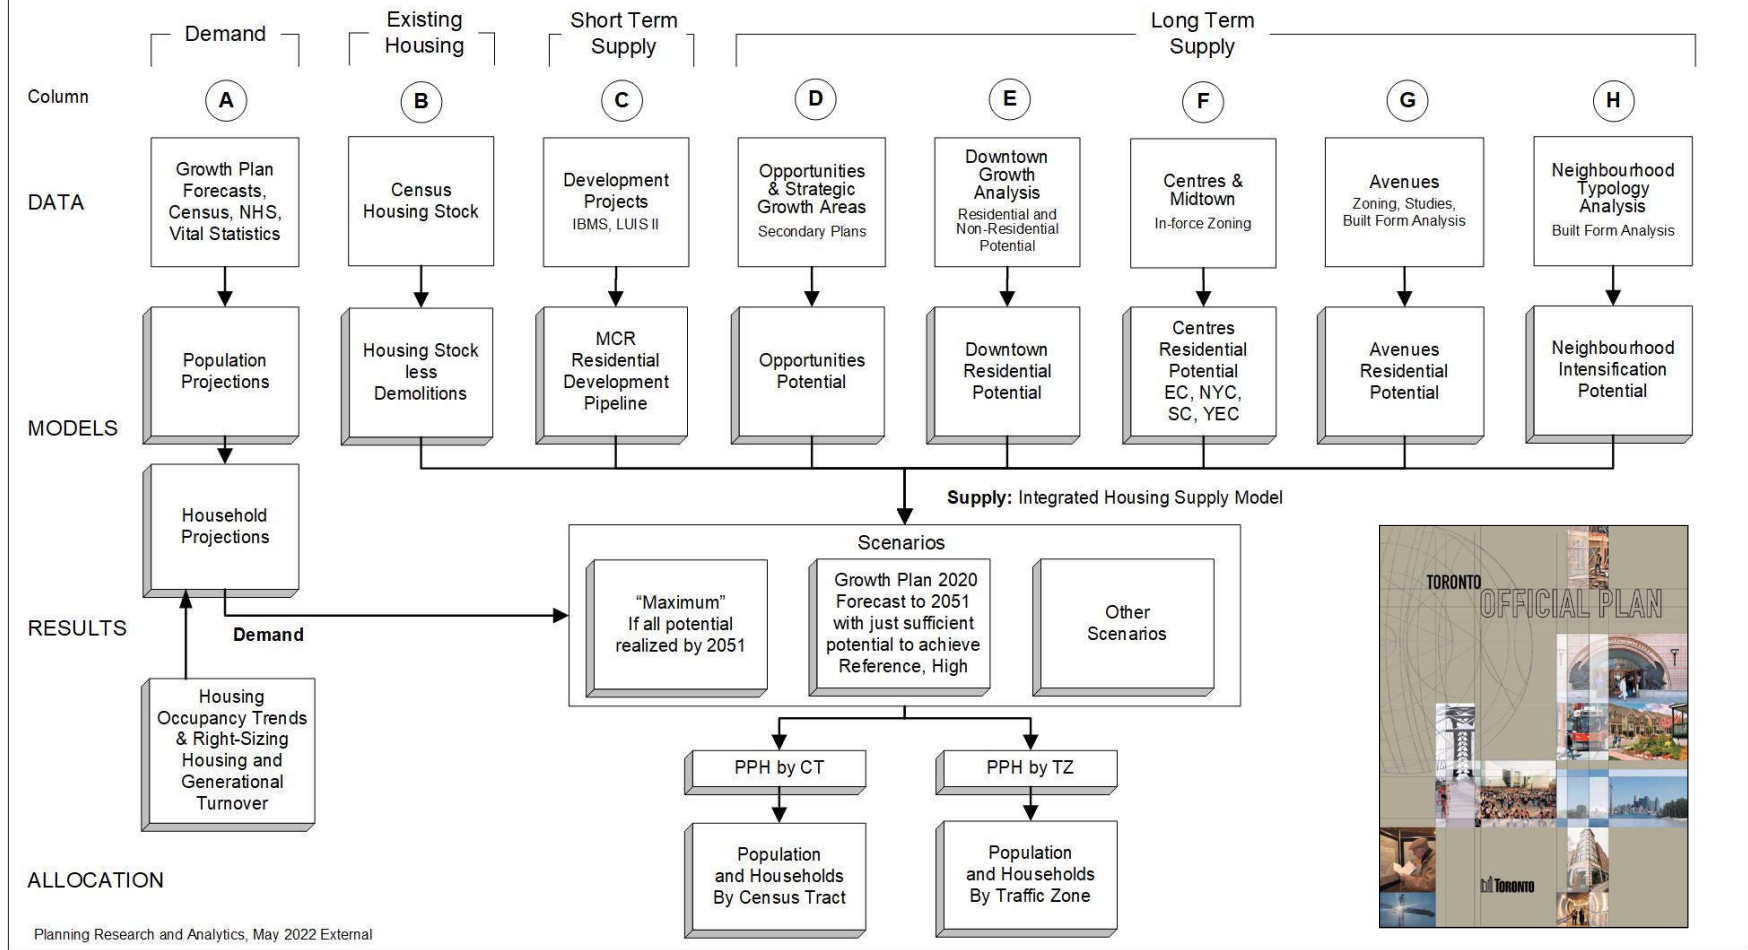 Demand
Existing
Housing
Short Term
Supply
Long Term
Supply
Column
A
B
C
D
E
F
G
H
DATA
Growth Plan
Forecasts,
Census, NHS,
Vital Statistics
Census
Housing Stock
Development
Projects
IBMS, LUIS II
Opportunities
& Strategic
Growth Areas
Secondary Plans
Downtown
Growth
Analysis
Residential and
Non-Residential
Potential
Centres &
Midtown
In-force Zoning
Avenues
Zoning, Studies,
Built Form Analysis
Neighbourhood
Typology
Analysis
Built Form Analysis
MODELS
Population
Projections
Housing Stock
less
Demolitions
MCR
Residential
Development
Pipeline
Opportunities
Potential
Downtown
Residential
Potential
Centres
Residential
Potential
EC, NYC,
SC, YEC
Avenues
Residential
Potential
Neighbourhood
Intensification
Potential
Household
Projections
Supply: Integrated Housing Supply Model
RESULTS
Demand
Scenarios
“Maximum”
If all potential
realized by 2051
Growth Plan 2020
Forecast to 2051
with just sufficient
potential to achieve
Reference, High
Other
Scenarios
Housing
Occupancy Trends
& Right-Sizing
Housing and
Generational
Turnover
PPH by CT
PPH by TZ
ALLOCATION
Population
and Households
By Census Tract
Population
and Households
By Traffic Zone
TORONTO
OFFICIAL PLAN
TORONTO
Planning Research and Analytics, May 2022 External